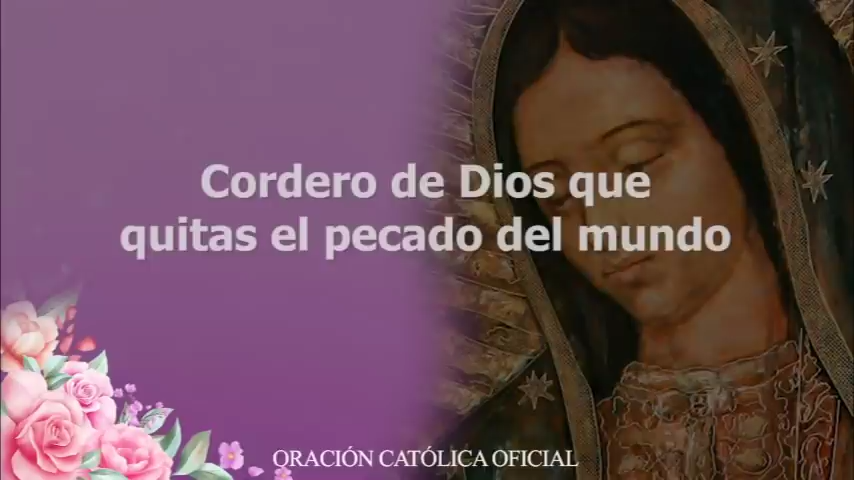 Cordero de Dios que
quitas el pecado del mundo
ORACIÓN CATÓLICA OFICIAL